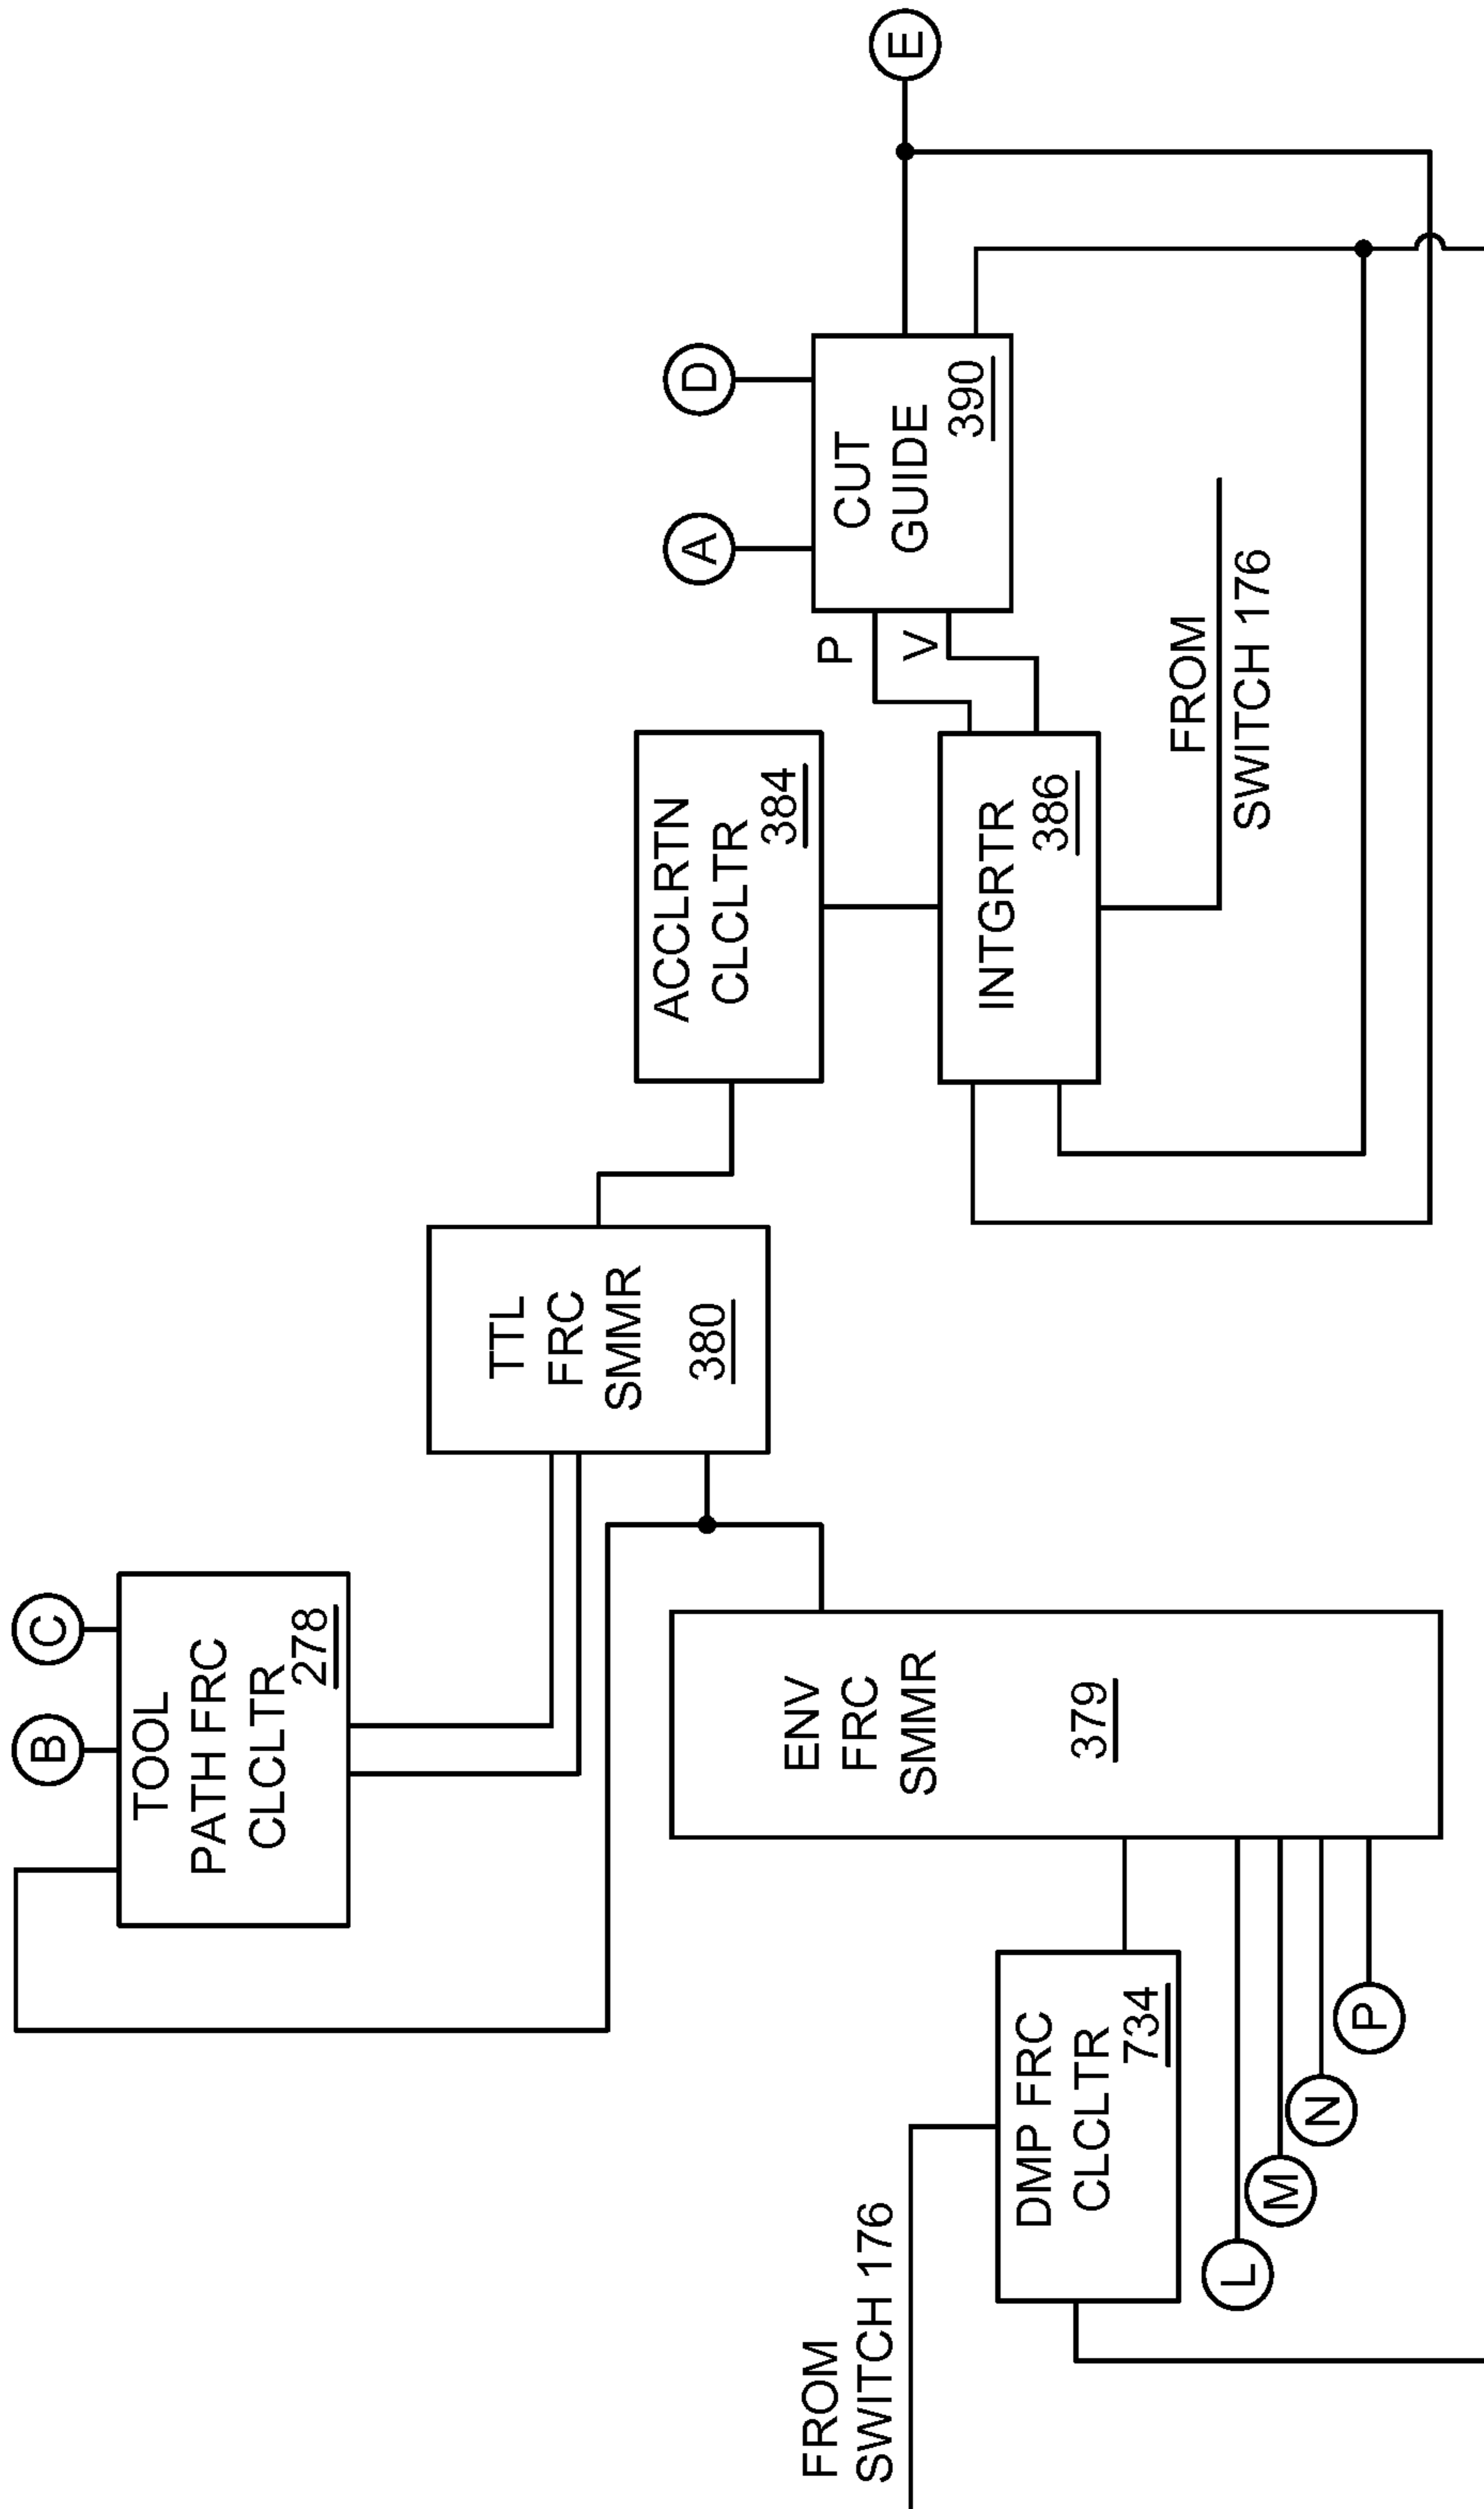 B
C
TOOL
PATH FRC
CLCLTR
278
TTL
FRC
SMMR
380
ACCLRTN
CLCLTR
384
A
D
CUT
GUIDE
390
E
P
V
INTGRTR
386
FROM
SWITCH 176
ENV
FRC
SMMR
379
FROM
SWITCH 176
DMP FRC
CLCLTR
734
L
M
N
P